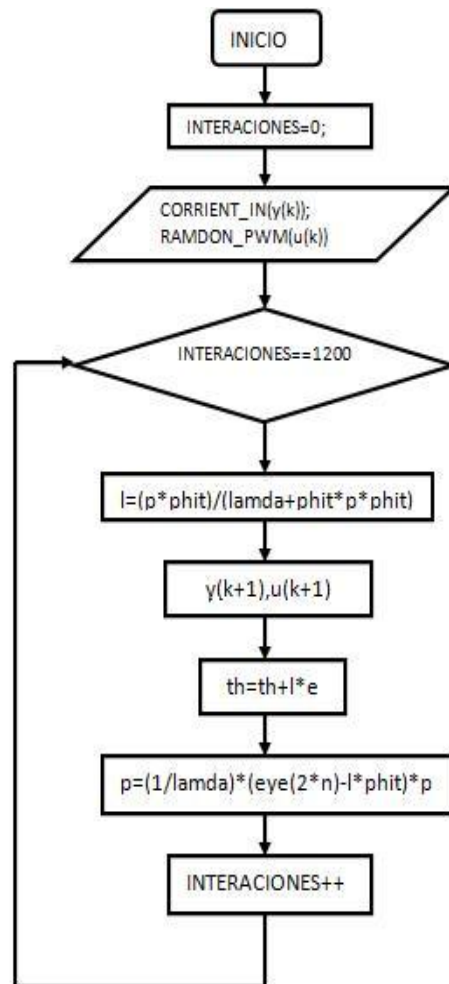 INICIO
INTERACIONES=0;
CORRIENT_IN(y(k));
RAMDON_PWM(u(k))
INTERACIONES==1200
l=(p*phit)/(lamda+phit*p*phit)
y(k+1),u(k+1)
th=th+l*e
p=(1/lamda)*(eye(2*n)-l*phit)*p
INTERACIONES++